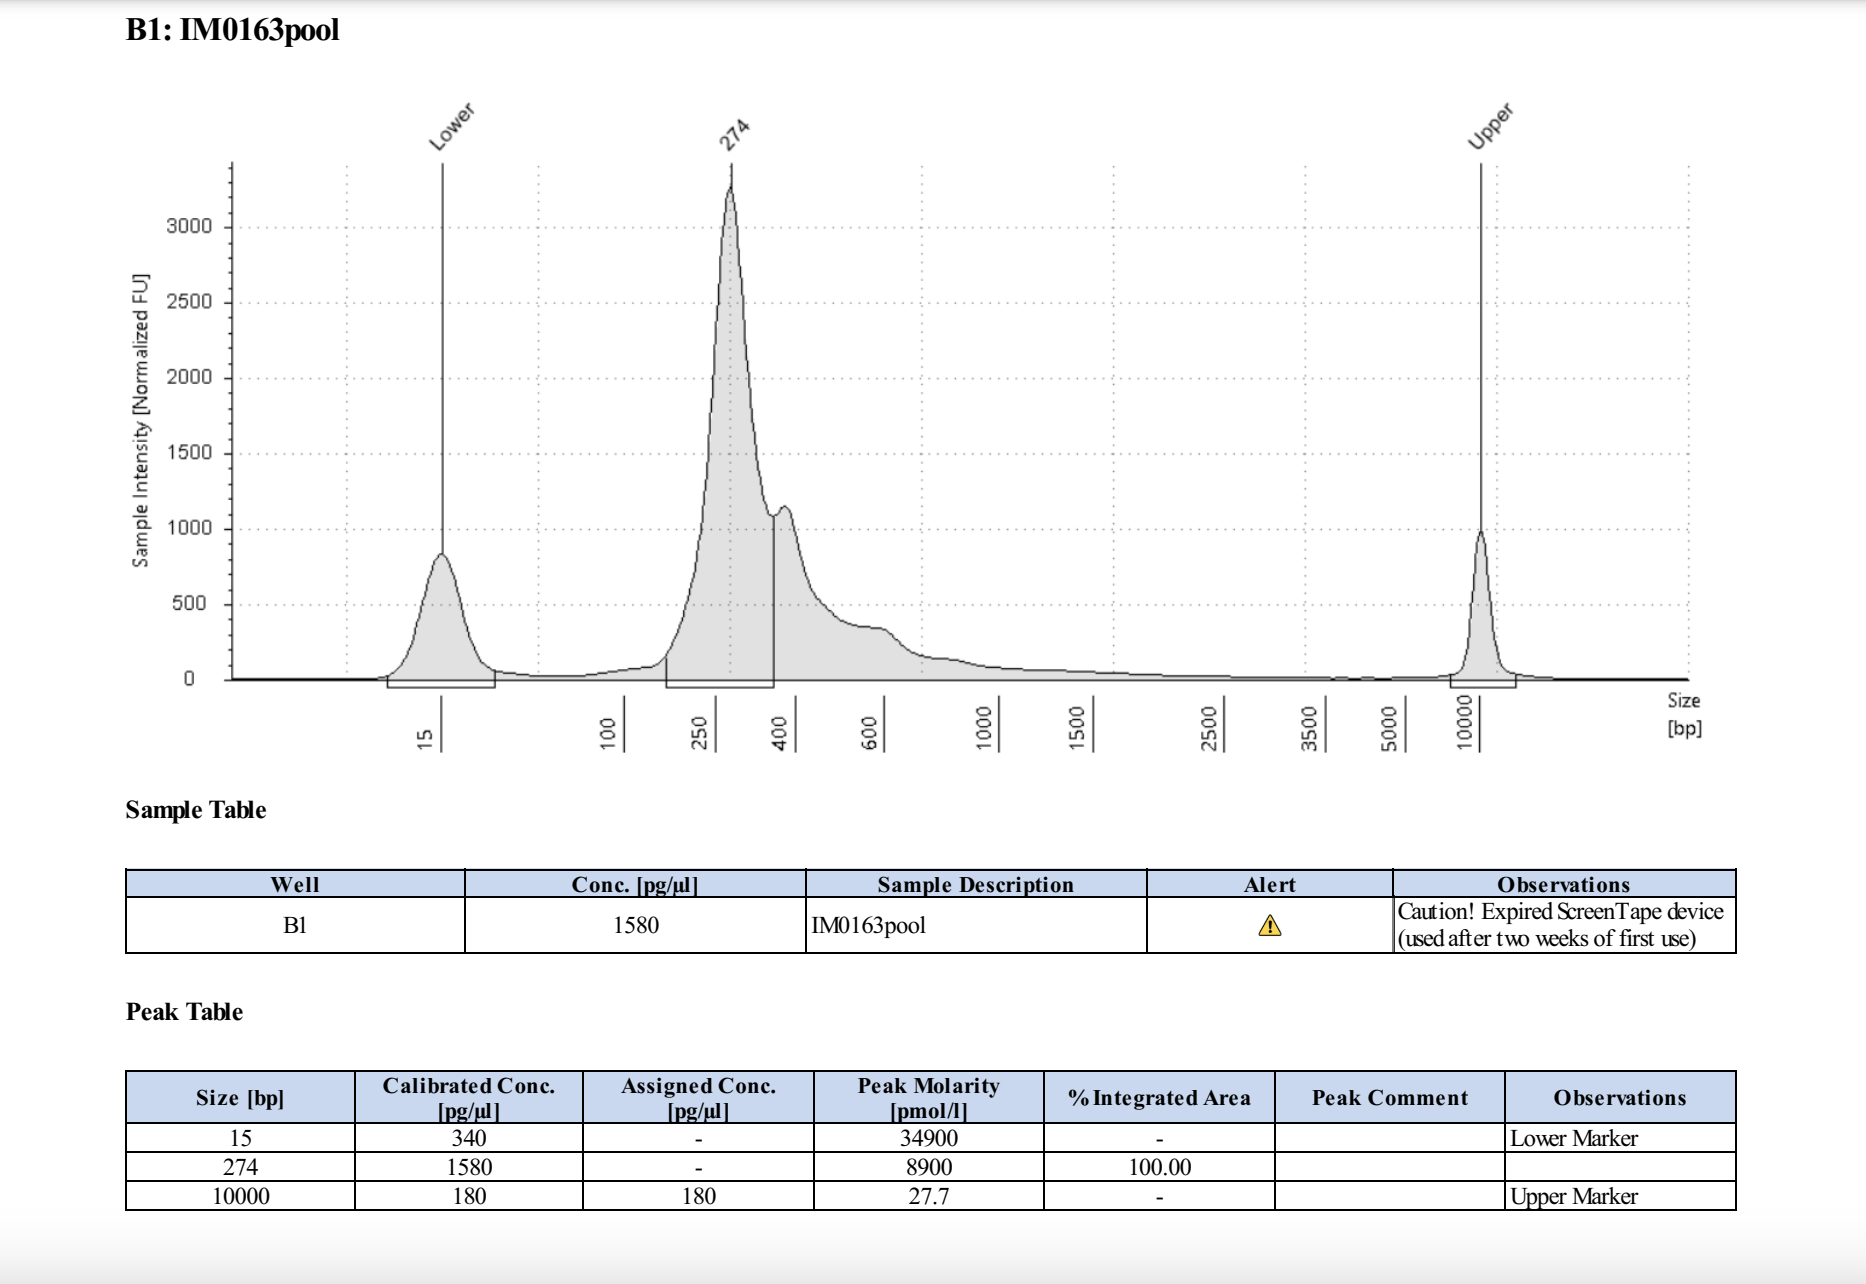 B1: IM0163pool
Lower
274
Upper
Sample Intensity [Normalized FU]
3000
2500
2000
1500
1000
500
0
15
100
250
400
600
1000
1500
2500
3500
5000
10000
Size
[bp]
Sample Table
Well Conc. [pg/µl] Sample Description Alert Observations
B1 1580 IM0163pool Caution! Expired ScreenTape device
(used after two weeks of first use)
Peak Table
Size [bp] Calibrated Conc. [pg/µl] Assigned Conc. [pg/µl] Peak Molarity [pmol/l] % Integrated Area Peak Comment Observations
15 340 - 34900 - Lower Marker
274 1580 - 8900 100.00
10000 180 180 27.7 - Upper Marker